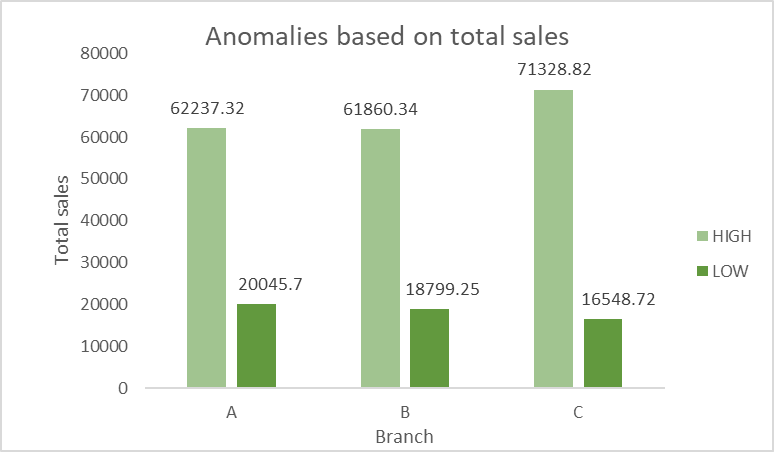 Anomalies based on total sales
Total sales
80000
70000
60000
50000
40000
30000
20000
10000
0
62237.32
20045.7
61860.34
18799.25
71328.82
16548.72
A
B
C
Branch
HIGH
LOW